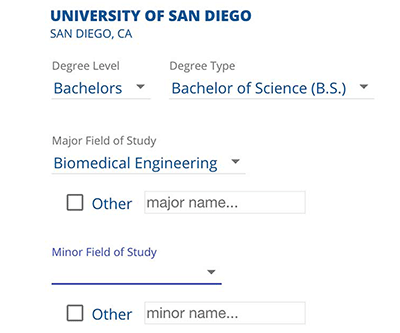 UNIVERSITY OF SAN DIEGO
SAN DIEGO, CA
Degree Level Degree Type
Bachelors Bachelor of Science (B.S.)
Major Field of Study
Biomedical Engineering
Other major name...
Minor Field of Study
Other minor name...